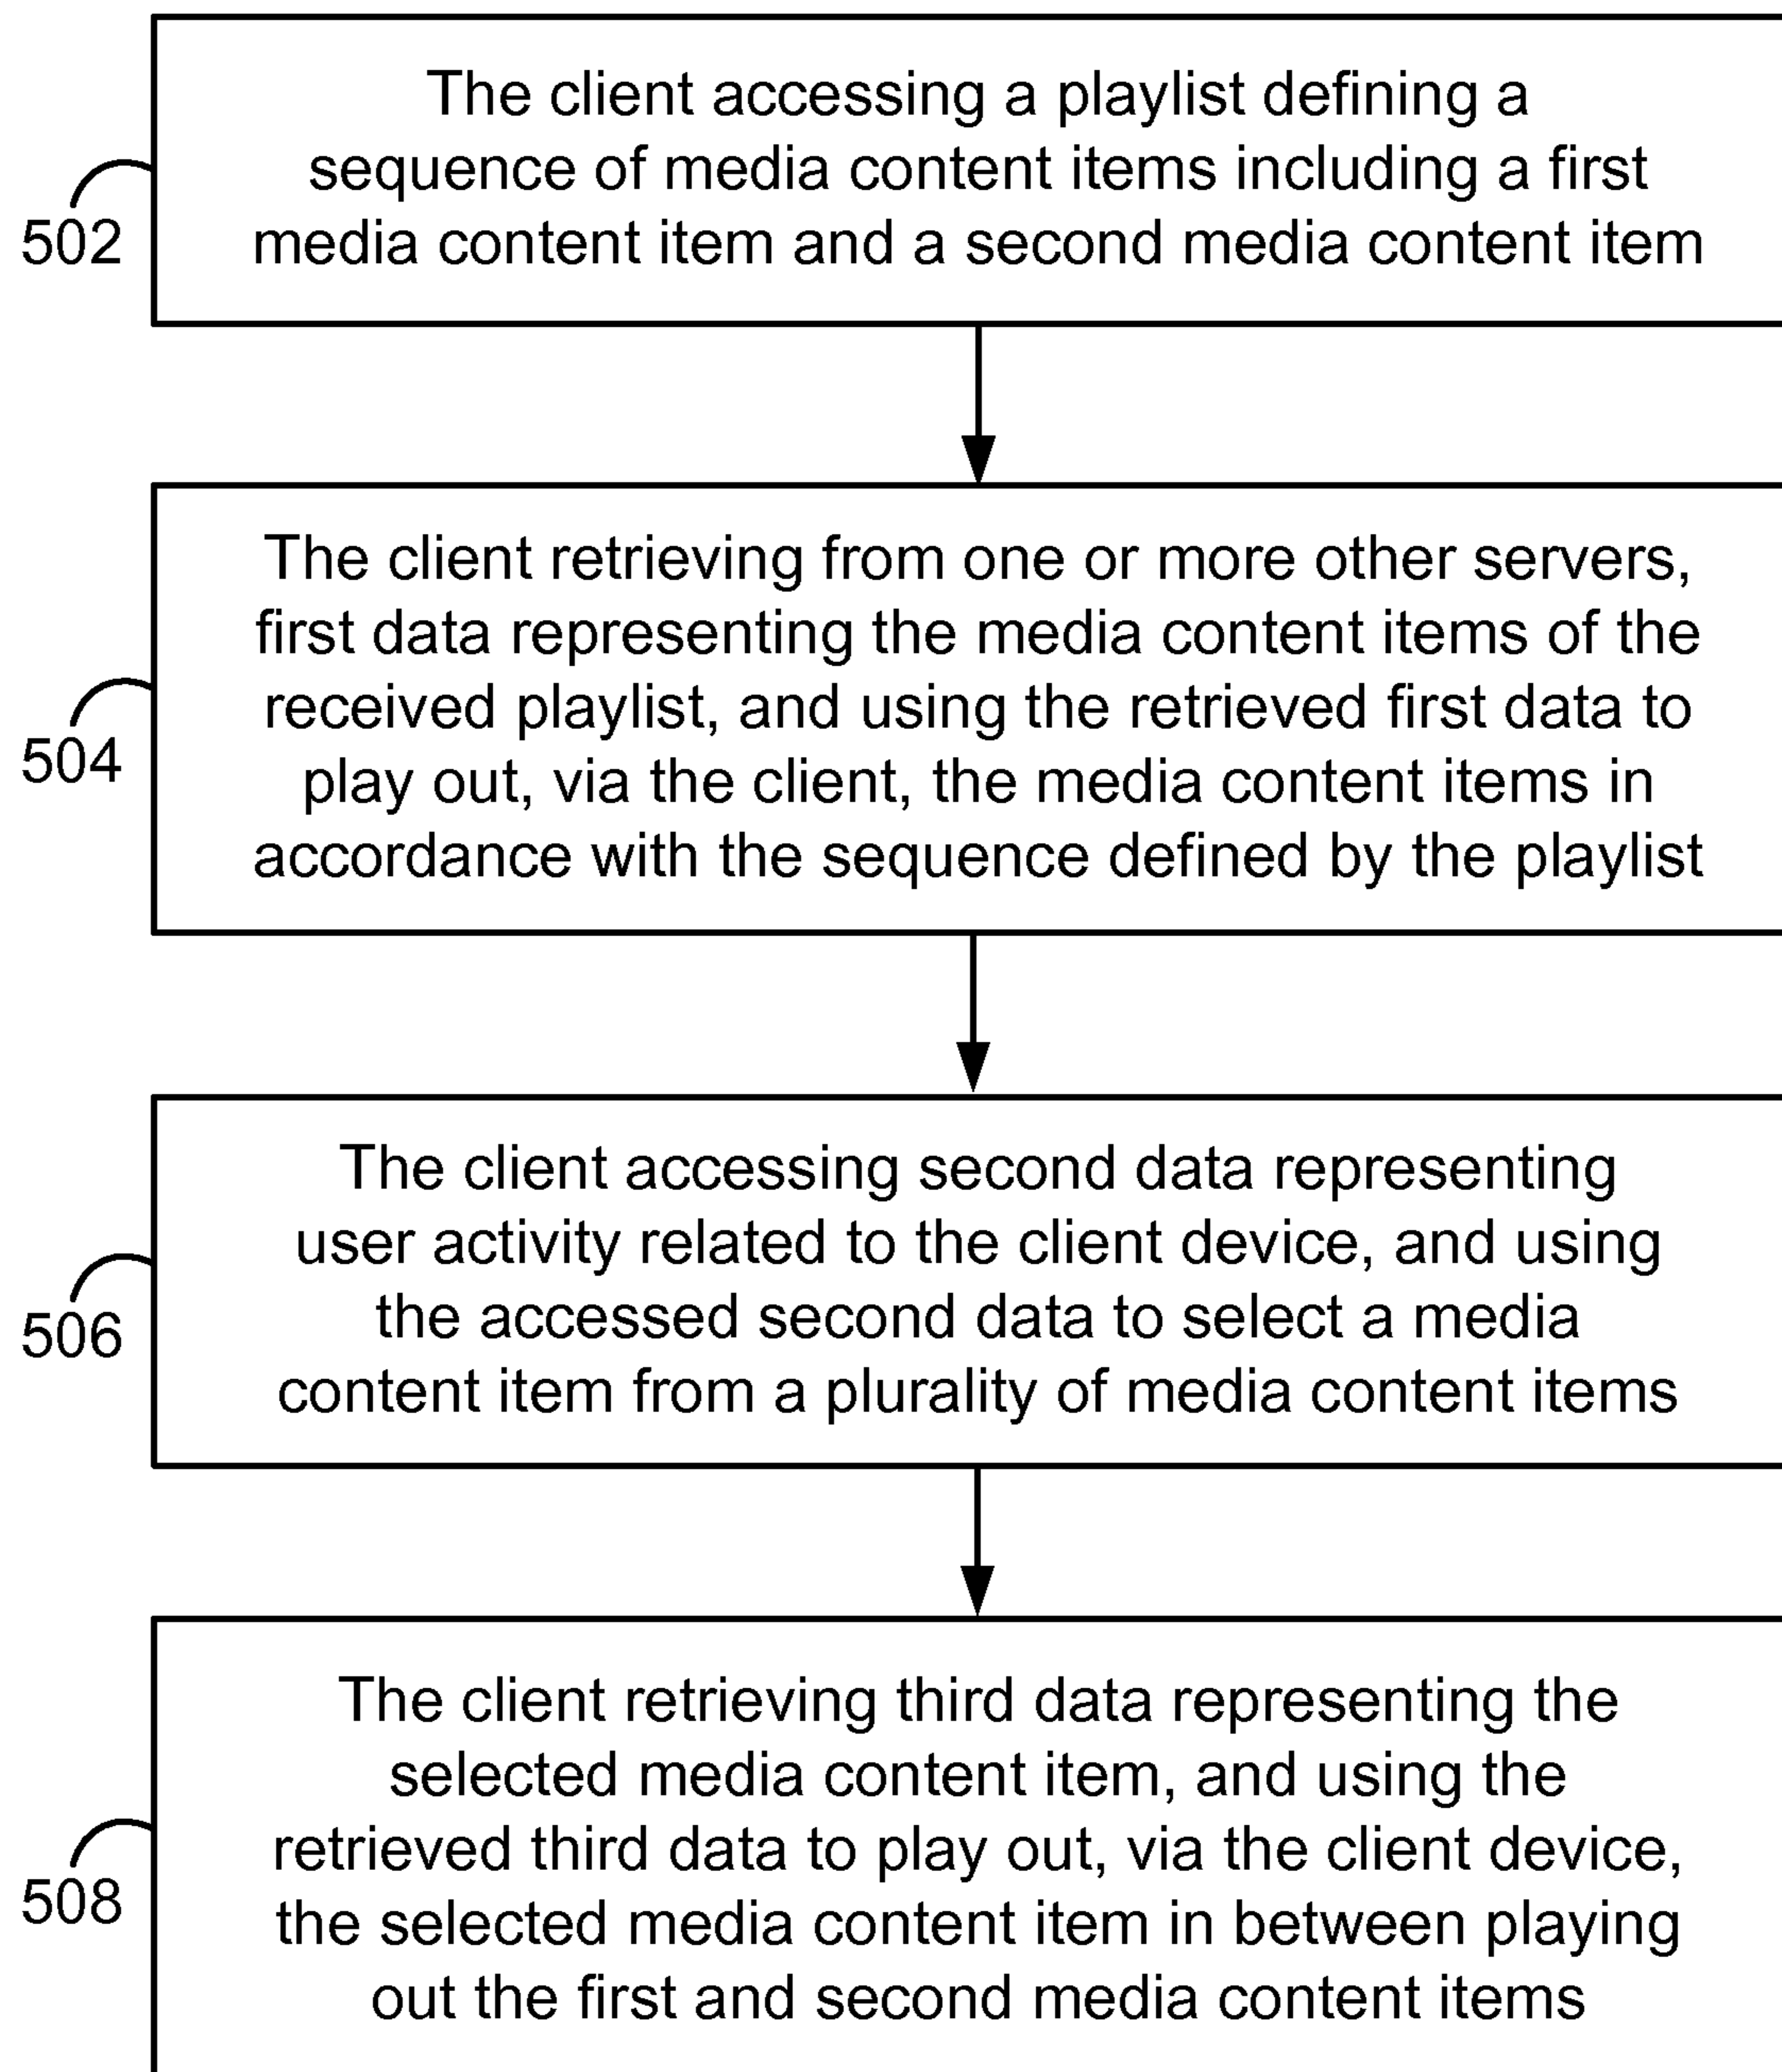 The client accessing a playlist defining a
sequence of media content items including a first
media content item and a second media content item
502
The client retrieving from one or more other servers,
first data representing the media content items of the
received playlist, and using the retrieved first data to
play out, via the client, the media content items in
accordance with the sequence defined by the playlist
504
The client accessing second data representing
user activity related to the client device, and using
the accessed second data to select a media
content item from a plurality of media content items
506
The client retrieving third data representing the
selected media content item, and using the
retrieved third data to play out, via the client device,
the selected media content item in between playing
out the first and second media content items
508